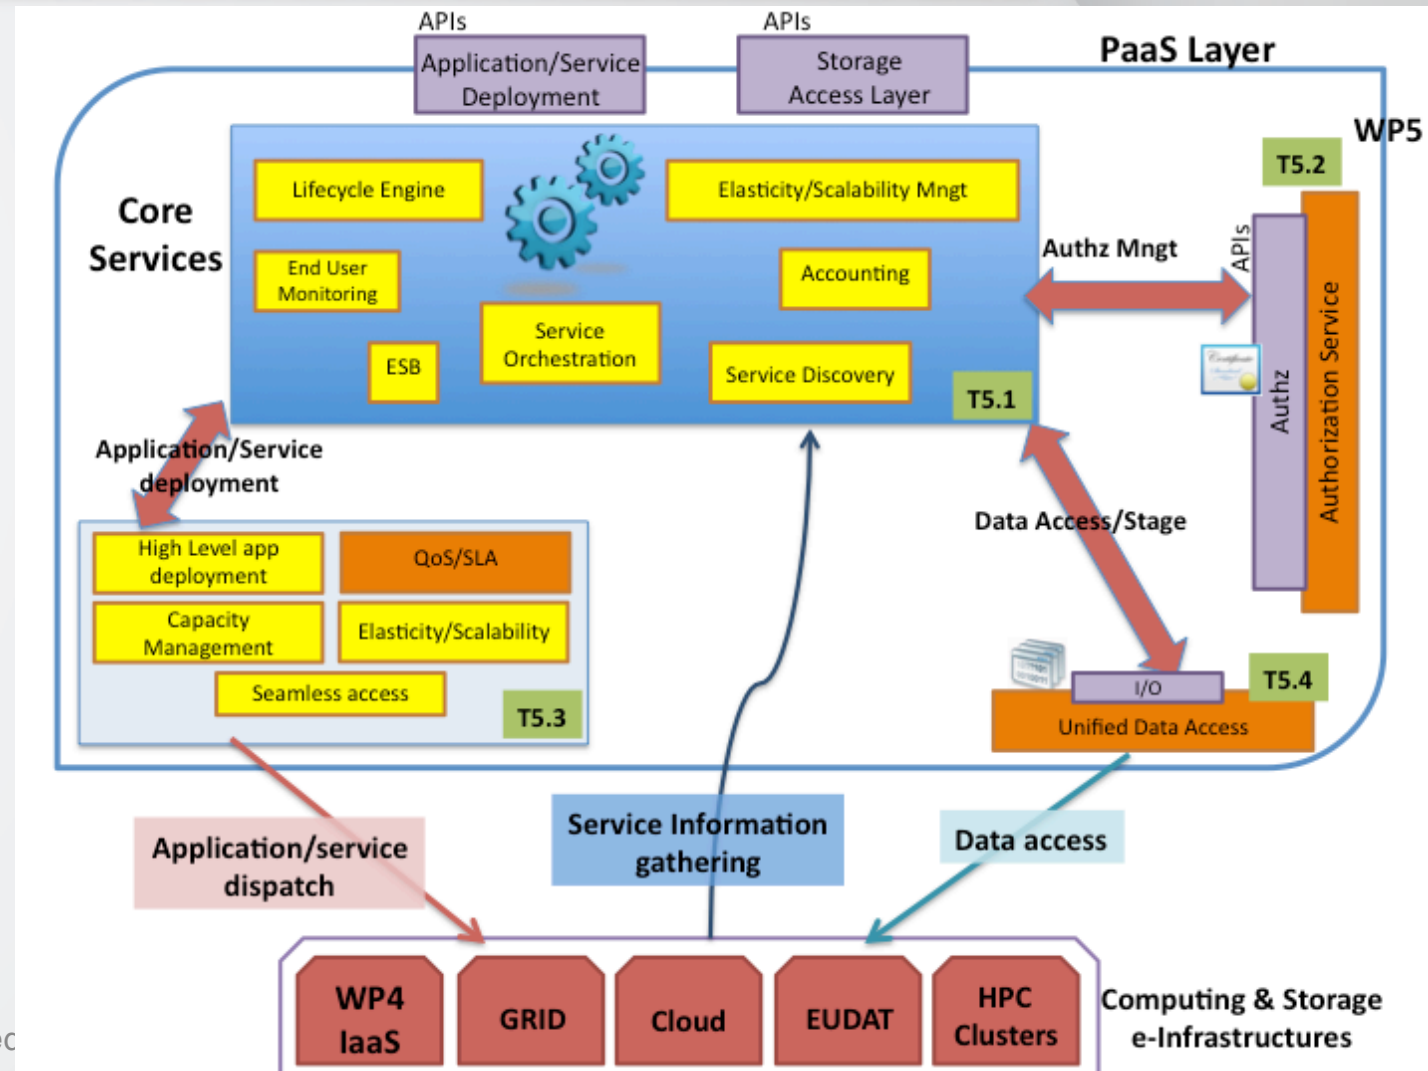 APIs
APIs
Application/Service
Deployment
Storage
Access Layer
PaaS Layer
WP5
T5.2
Core
Services
Lifecycle Engine
Elasticity/Scalability Mngt
End User
Monitoring
Accounting
Service
Orchestration
ESB
Service Discovery
T5.1
Authz Mngt
APIs
Authz
Authorization Service
Application/Service
deployment
Data Access/Stage
High Level app
deployment
QoS/SLA
Capacity
Management
Elasticity/Scalability
Seamless access
T5.3
I/O
T5.4
Unified Data Access
Application/service
dispatch
Service Information
gathering
Data access
WP4
IaaS
GRID
Cloud
EUDAT
HPC
Clusters
Computing & Storage
e-Infrastructures